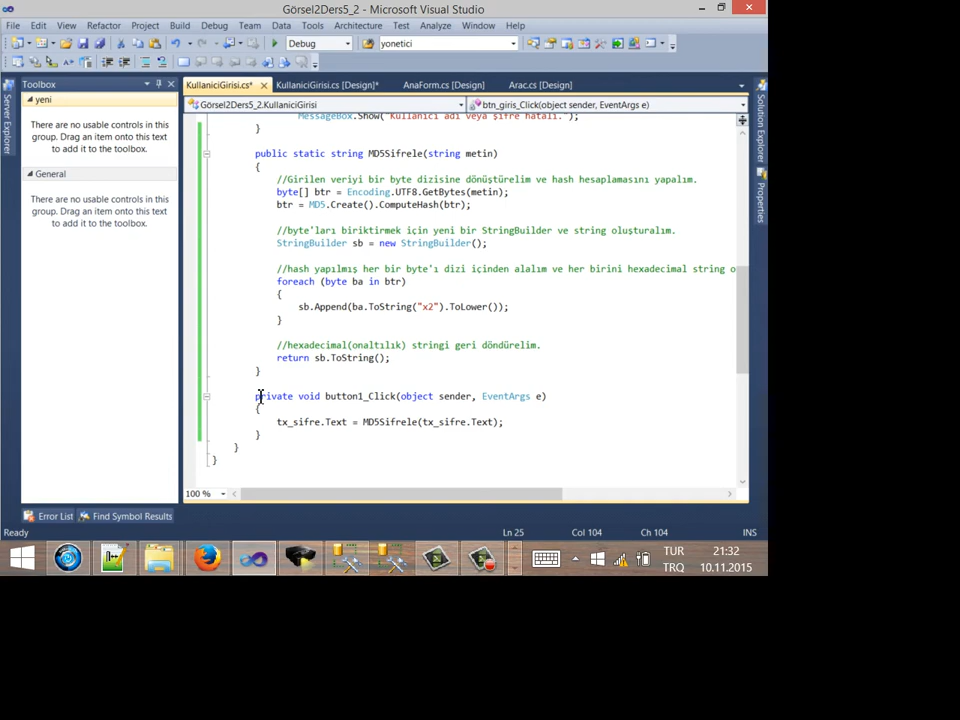 Görsel2Ders5_2 - Microsoft Visual Studio
File Edit View Refactor Project Build Debug Team Data Tools Architecture Test Analyze Window Help
Debug yonetici
Toolbox
KullaniciGirisi.cs* KullaniciGirisi.cs [Design]* AnaForm.cs [Design] Arac.cs [Design]
Server Explorer
Solution Explorer
Properties
yeni
Görsel2Ders5_2.KullaniciGirisi btn_giris_Click(object sender, EventArgs e)
There are no usable controls in this group. Drag an item onto this text to add it to the toolbox.
General
There are no usable controls in this group. Drag an item onto this text to add it to the toolbox.
MessageBox.Show("Kullanıcı adı veya şifre hatalı.");
}
public static string MD5Sifrele(string metin)
{
//Girilen veriyi bir byte dizisine dönüştürelim ve hash hesaplamasını yapalım.
byte[] btr = Encoding.UTF8.GetBytes(metin);
btr = MD5.Create().ComputeHash(btr);
//byte'ları biriktirmek için yeni bir StringBuilder ve string oluşturalım.
StringBuilder sb = new StringBuilder();
//hash yapılmış her bir byte'ı dizi içinden alalım ve her birini hexadecimal string o
foreach (byte ba in btr)
{
sb.Append(ba.ToString("x2").ToLower());
}
//hexadecimal(onaltılık) stringi geri döndürelim.
return sb.ToString();
}
private void button1_Click(object sender, EventArgs e)
{
tx_sifre.Text = MD5Sifrele(tx_sifre.Text);
}
}
}
100 %
Error List Find Symbol Results
Ready Ln 25 Col 104 Ch 104 INS
TUR 21:32
TRQ 10.11.2015